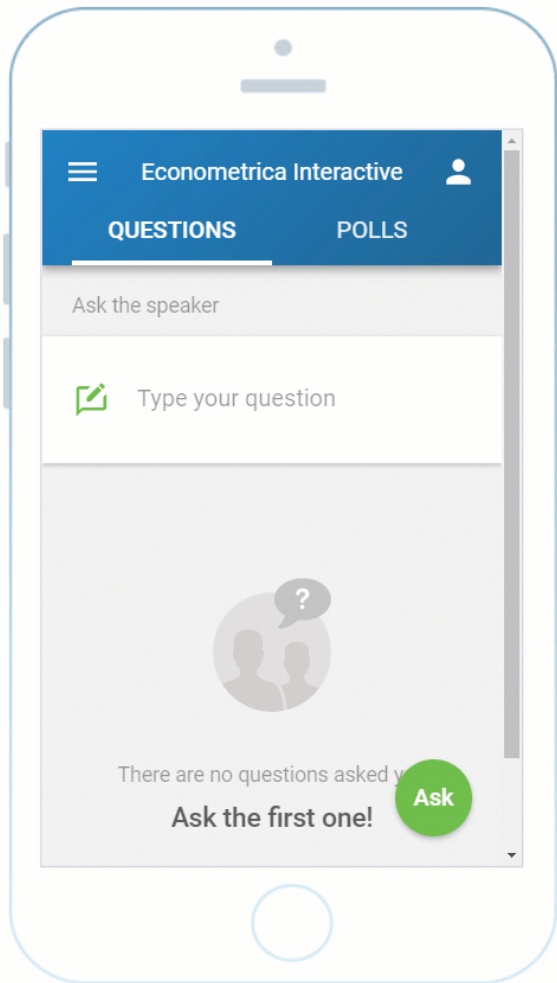 Econometrica Interactive
QUESTIONS POLLS
Ask the speaker
Type your question
?
There are no questions asked
Ask
Ask the first one!